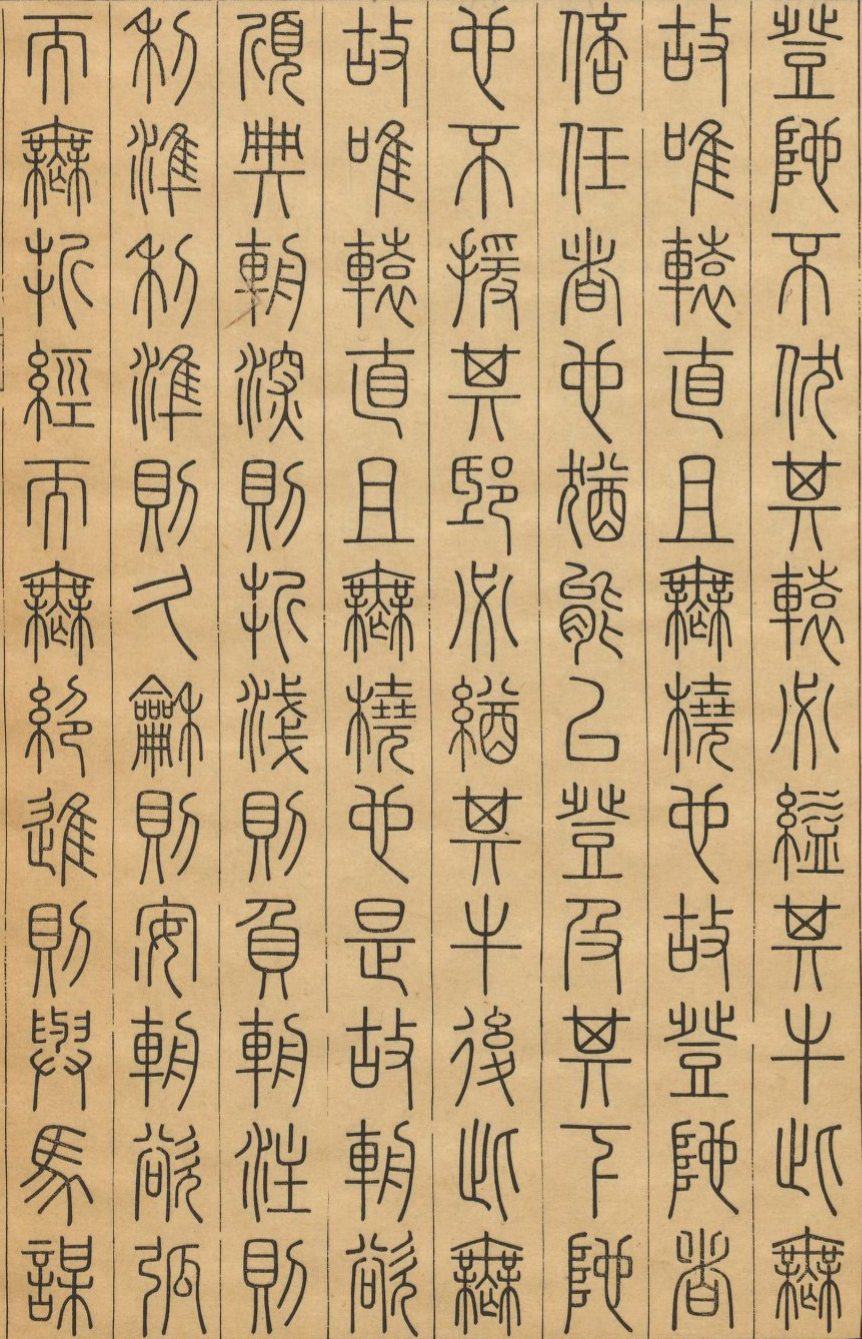 登阤不伏其轅必縊其牛此無
故唯轅直且無橈也故登阤者
倍任者也猶能以登及其下阤
也不援其邸必緧其牛後此無
故唯轅直且無橈也是故輈欲
頎典輈深則折淺則負輈注則
利準利準則久龢則安輈欲弧
而無折經而無絕進則與馬謀